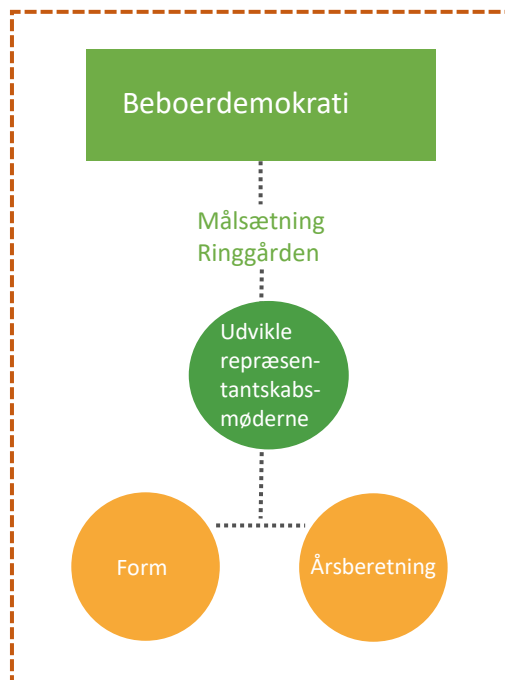 Beboerdemokrati
Målsætning
Ringgården
Udvikle
repræsen-
tantskabs-
møderne
Form
Årsberetning